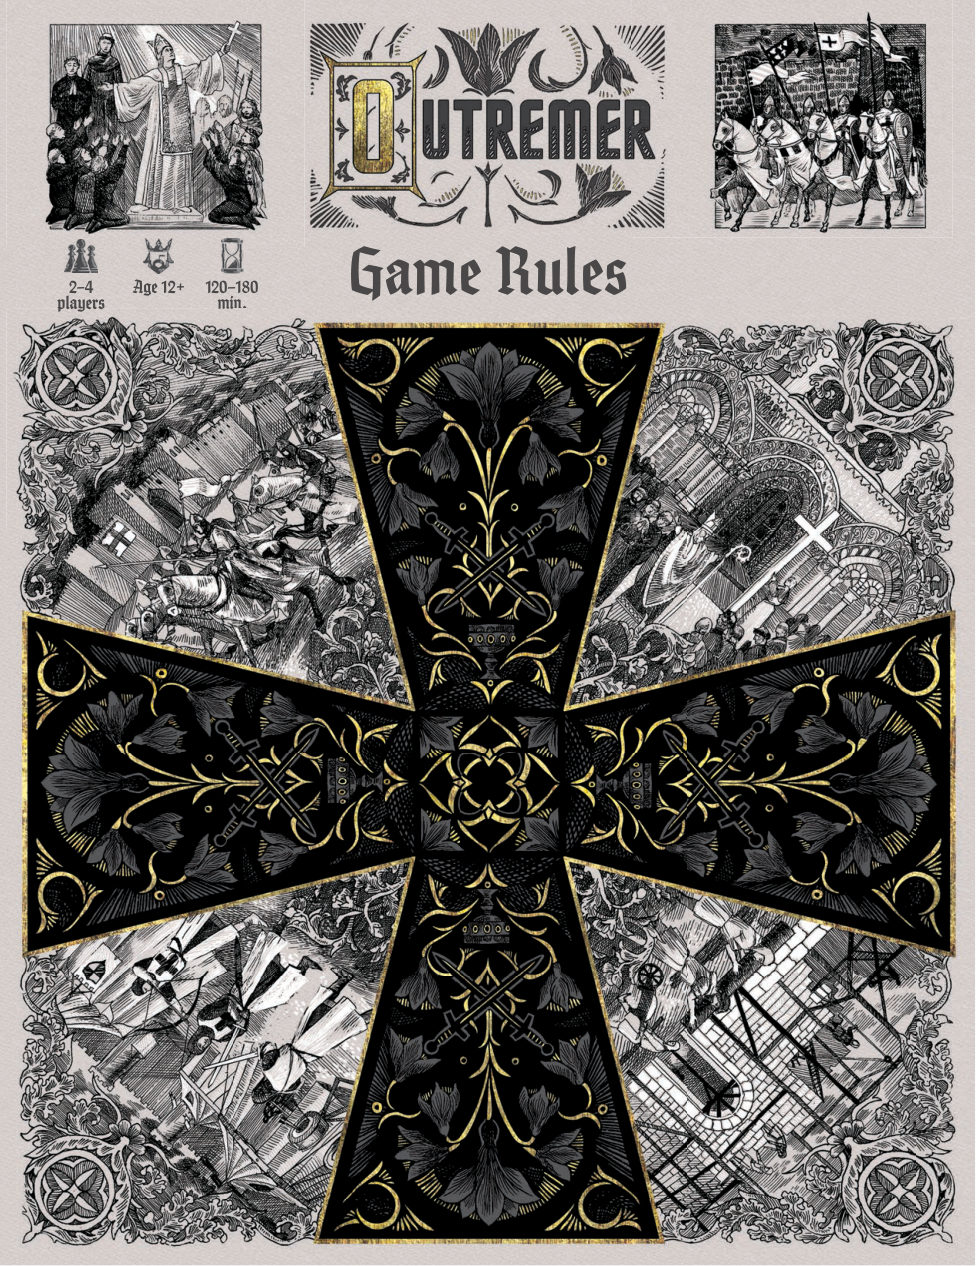 OUTREMER
Game Rules
2–4
players
Age 12+
120–180
min.